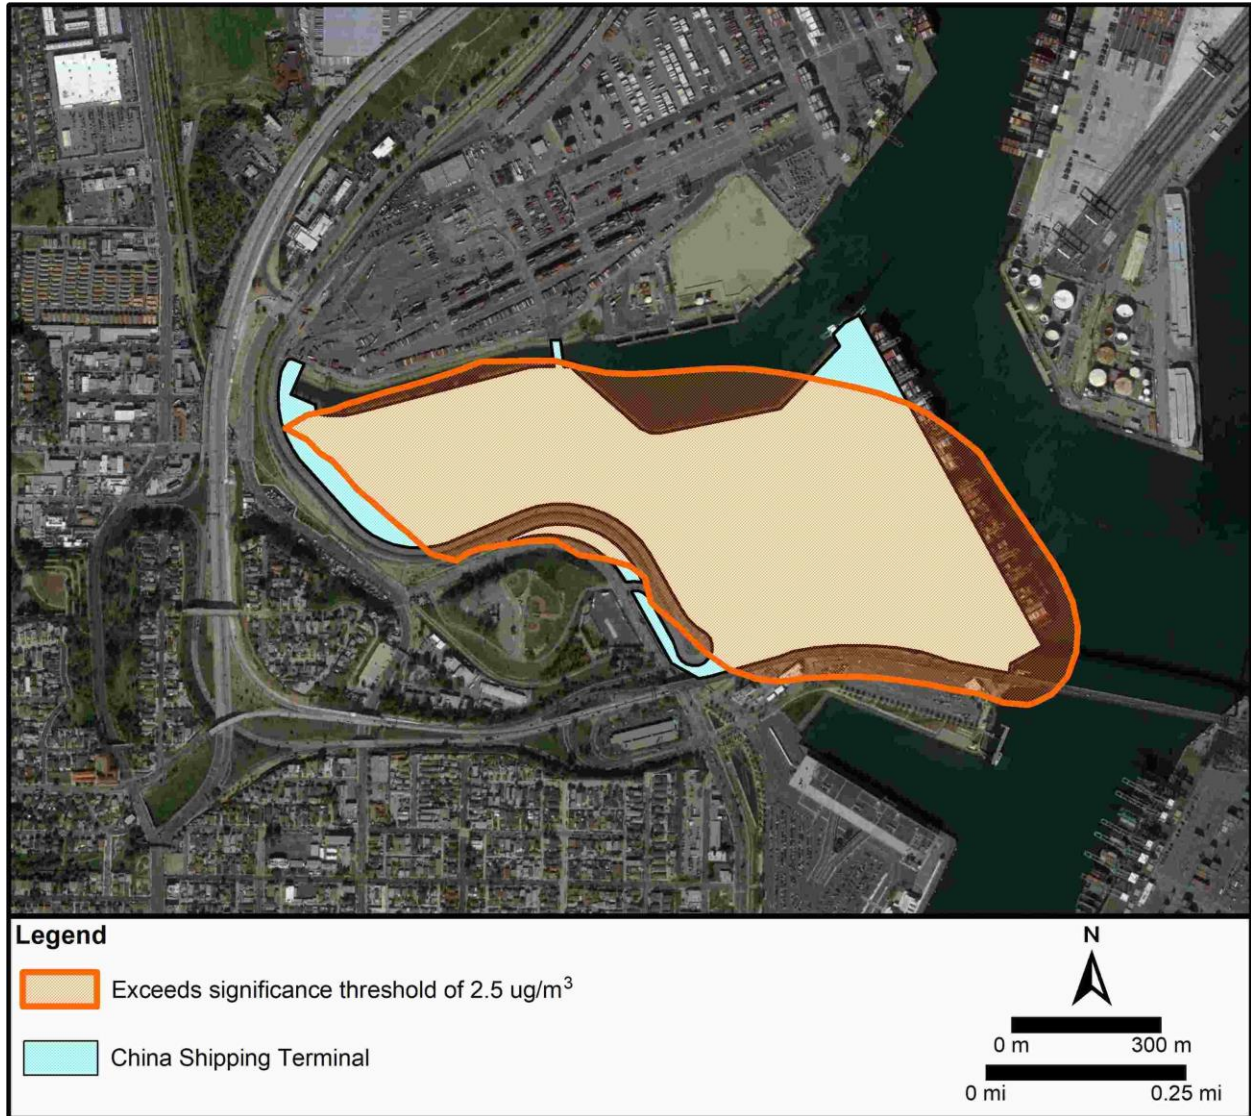 Legend
Exceeds significance threshold of 2.5 ug/m³
China Shipping Terminal
N
0 m 300 m
0 mi 0.25 mi